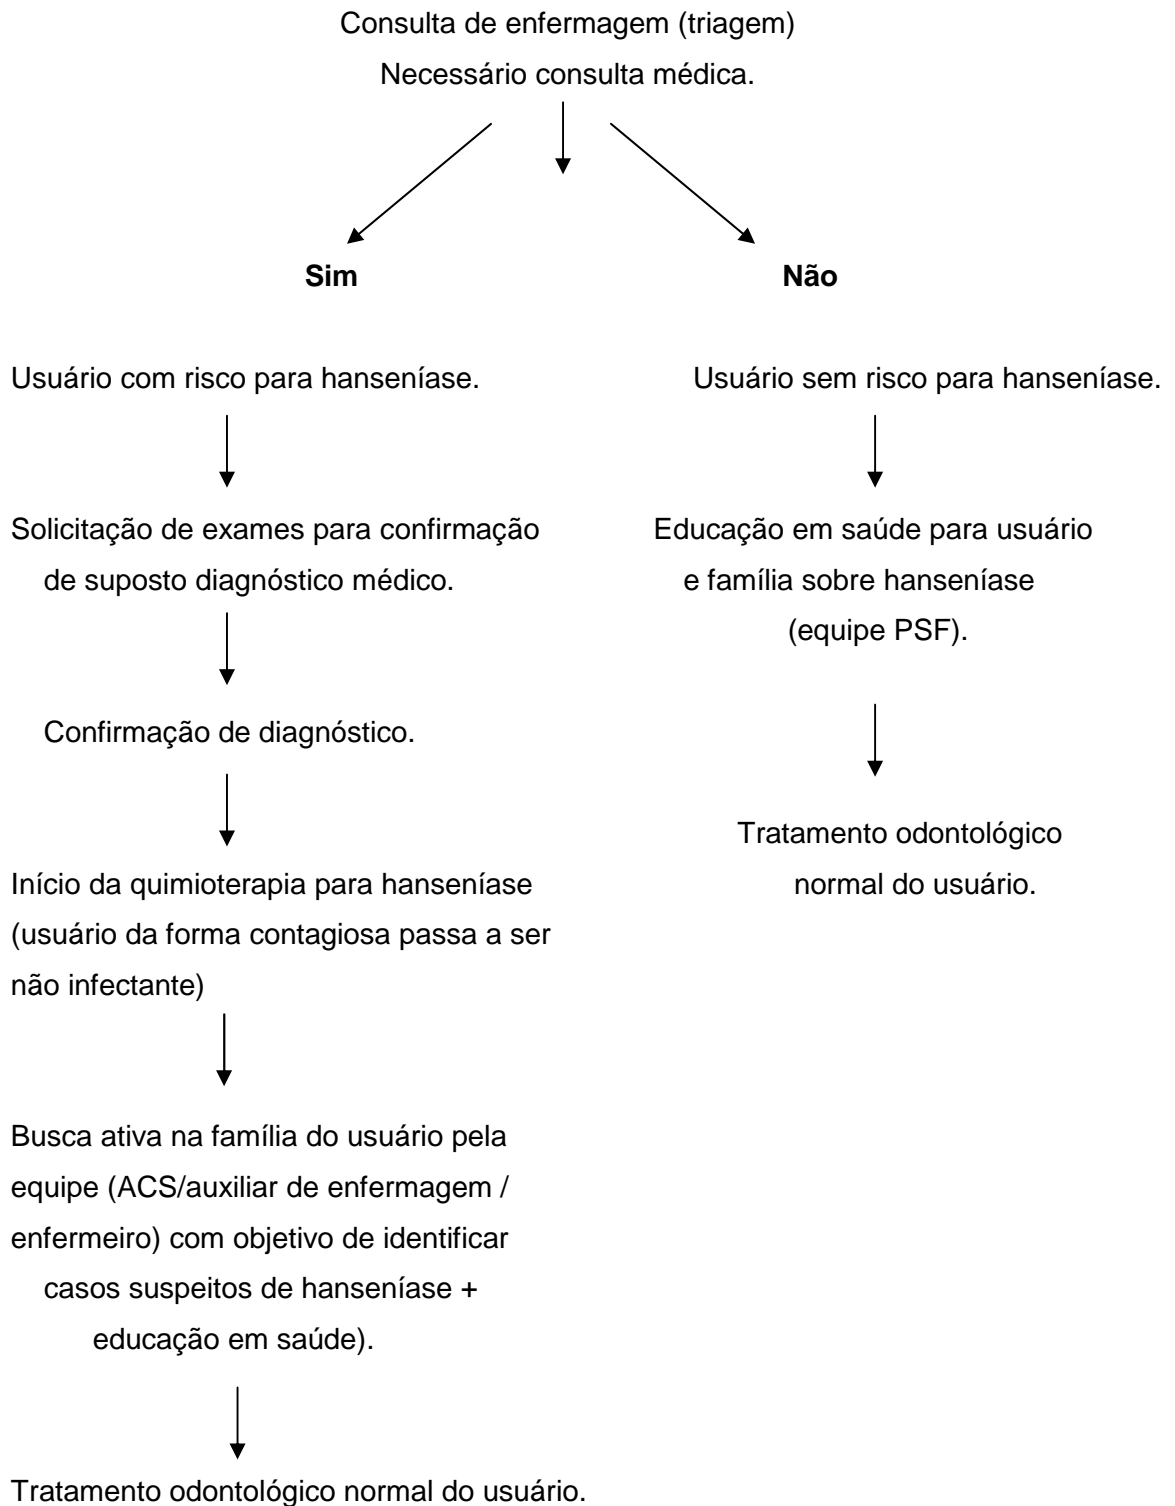 Consulta de enfermagem (triagem)
Necessário consulta médica.
Sim
Não
Usuário com risco para hanseníase.
Usuário sem risco para hanseníase.
Solicitação de exames para confirmação
de suposto diagnóstico médico.
Educação em saúde para usuário
e família sobre hanseníase
(equipe PSF).
Confirmação de diagnóstico.
Tratamento odontológico
normal do usuário.
Início da quimioterapia para hanseníase
(usuário da forma contagiosa passa a ser
não infectante)
Busca ativa na família do usuário pela
equipe (ACS/auxiliar de enfermagem /
enfermeiro) com objetivo de identificar
casos suspeitos de hanseníase +
educação em saúde).
Tratamento odontológico normal do usuário.